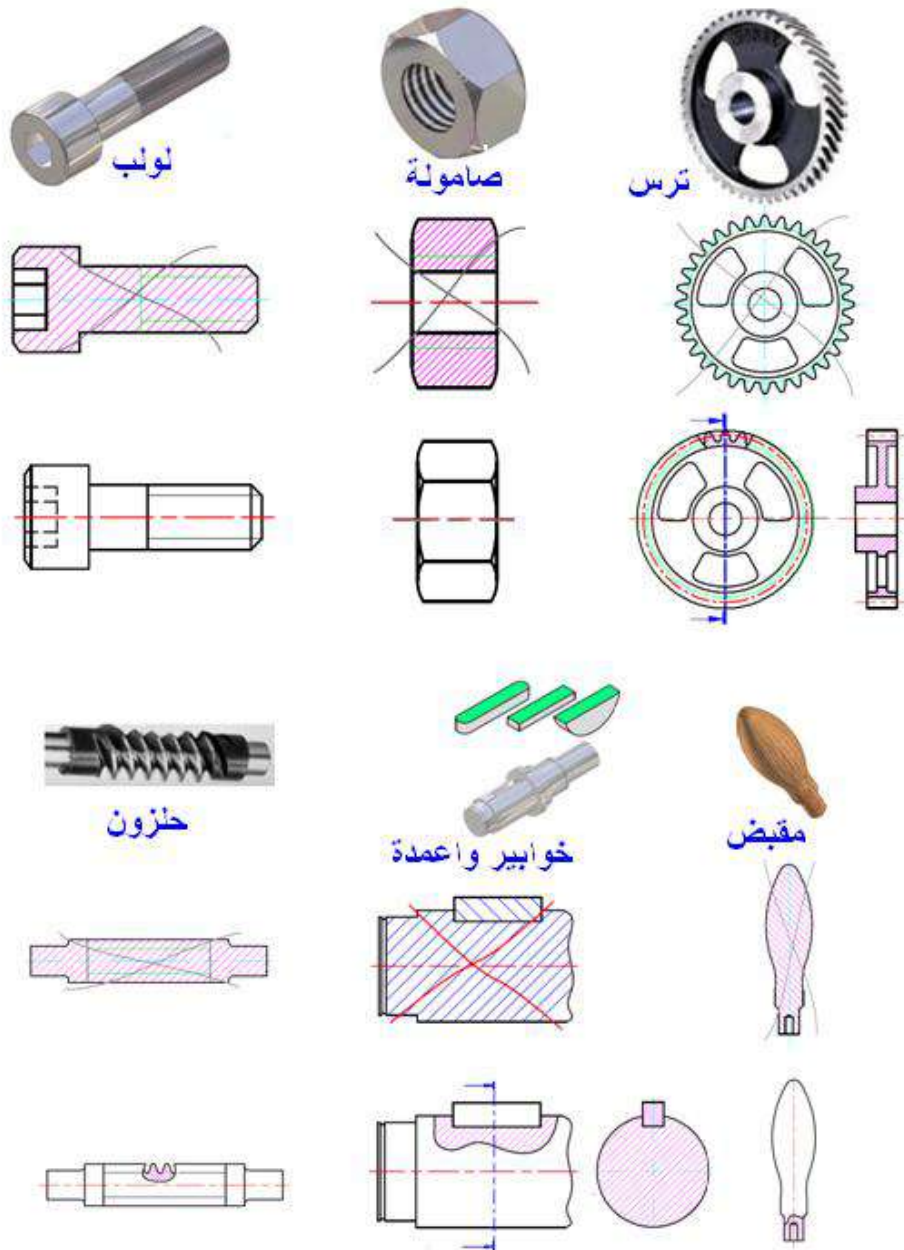 لولب
صامولة
ترس
حلزون
خوابير واعمدة
مقبض